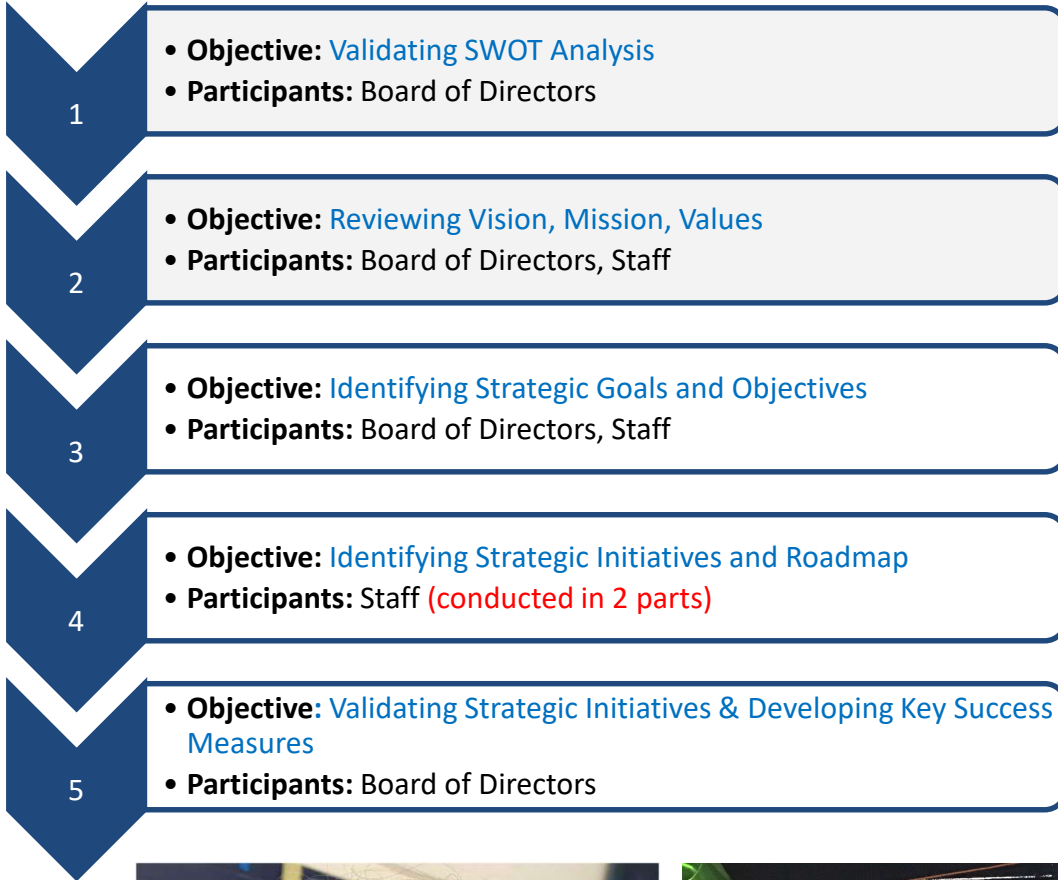 1
• Objective: Validating SWOT Analysis
• Participants: Board of Directors
2
• Objective: Reviewing Vision, Mission, Values
• Participants: Board of Directors, Staff
3
• Objective: Identifying Strategic Goals and Objectives
• Participants: Board of Directors, Staff
4
• Objective: Identifying Strategic Initiatives and Roadmap
• Participants: Staff (conducted in 2 parts)
5
• Objective: Validating Strategic Initiatives & Developing Key Success
Measures
• Participants: Board of Directors